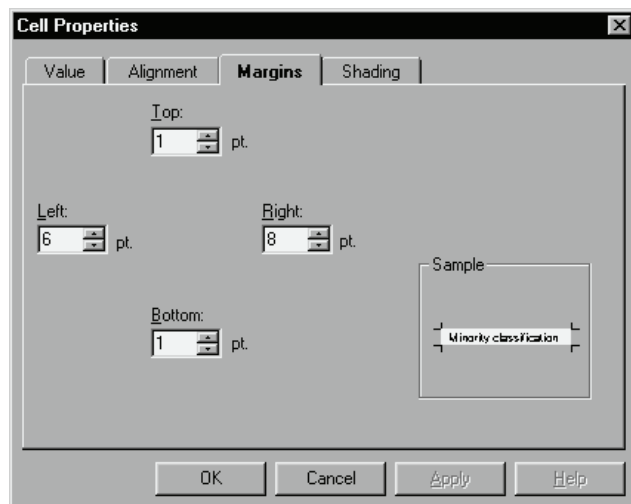 Cell Properties
Value Alignment Margins Shading
Top:
1 pt.
Left: Right:
6 pt. 8 pt.
Sample
Minority classification
Bottom:
1 pt.
OK Cancel Apply Help